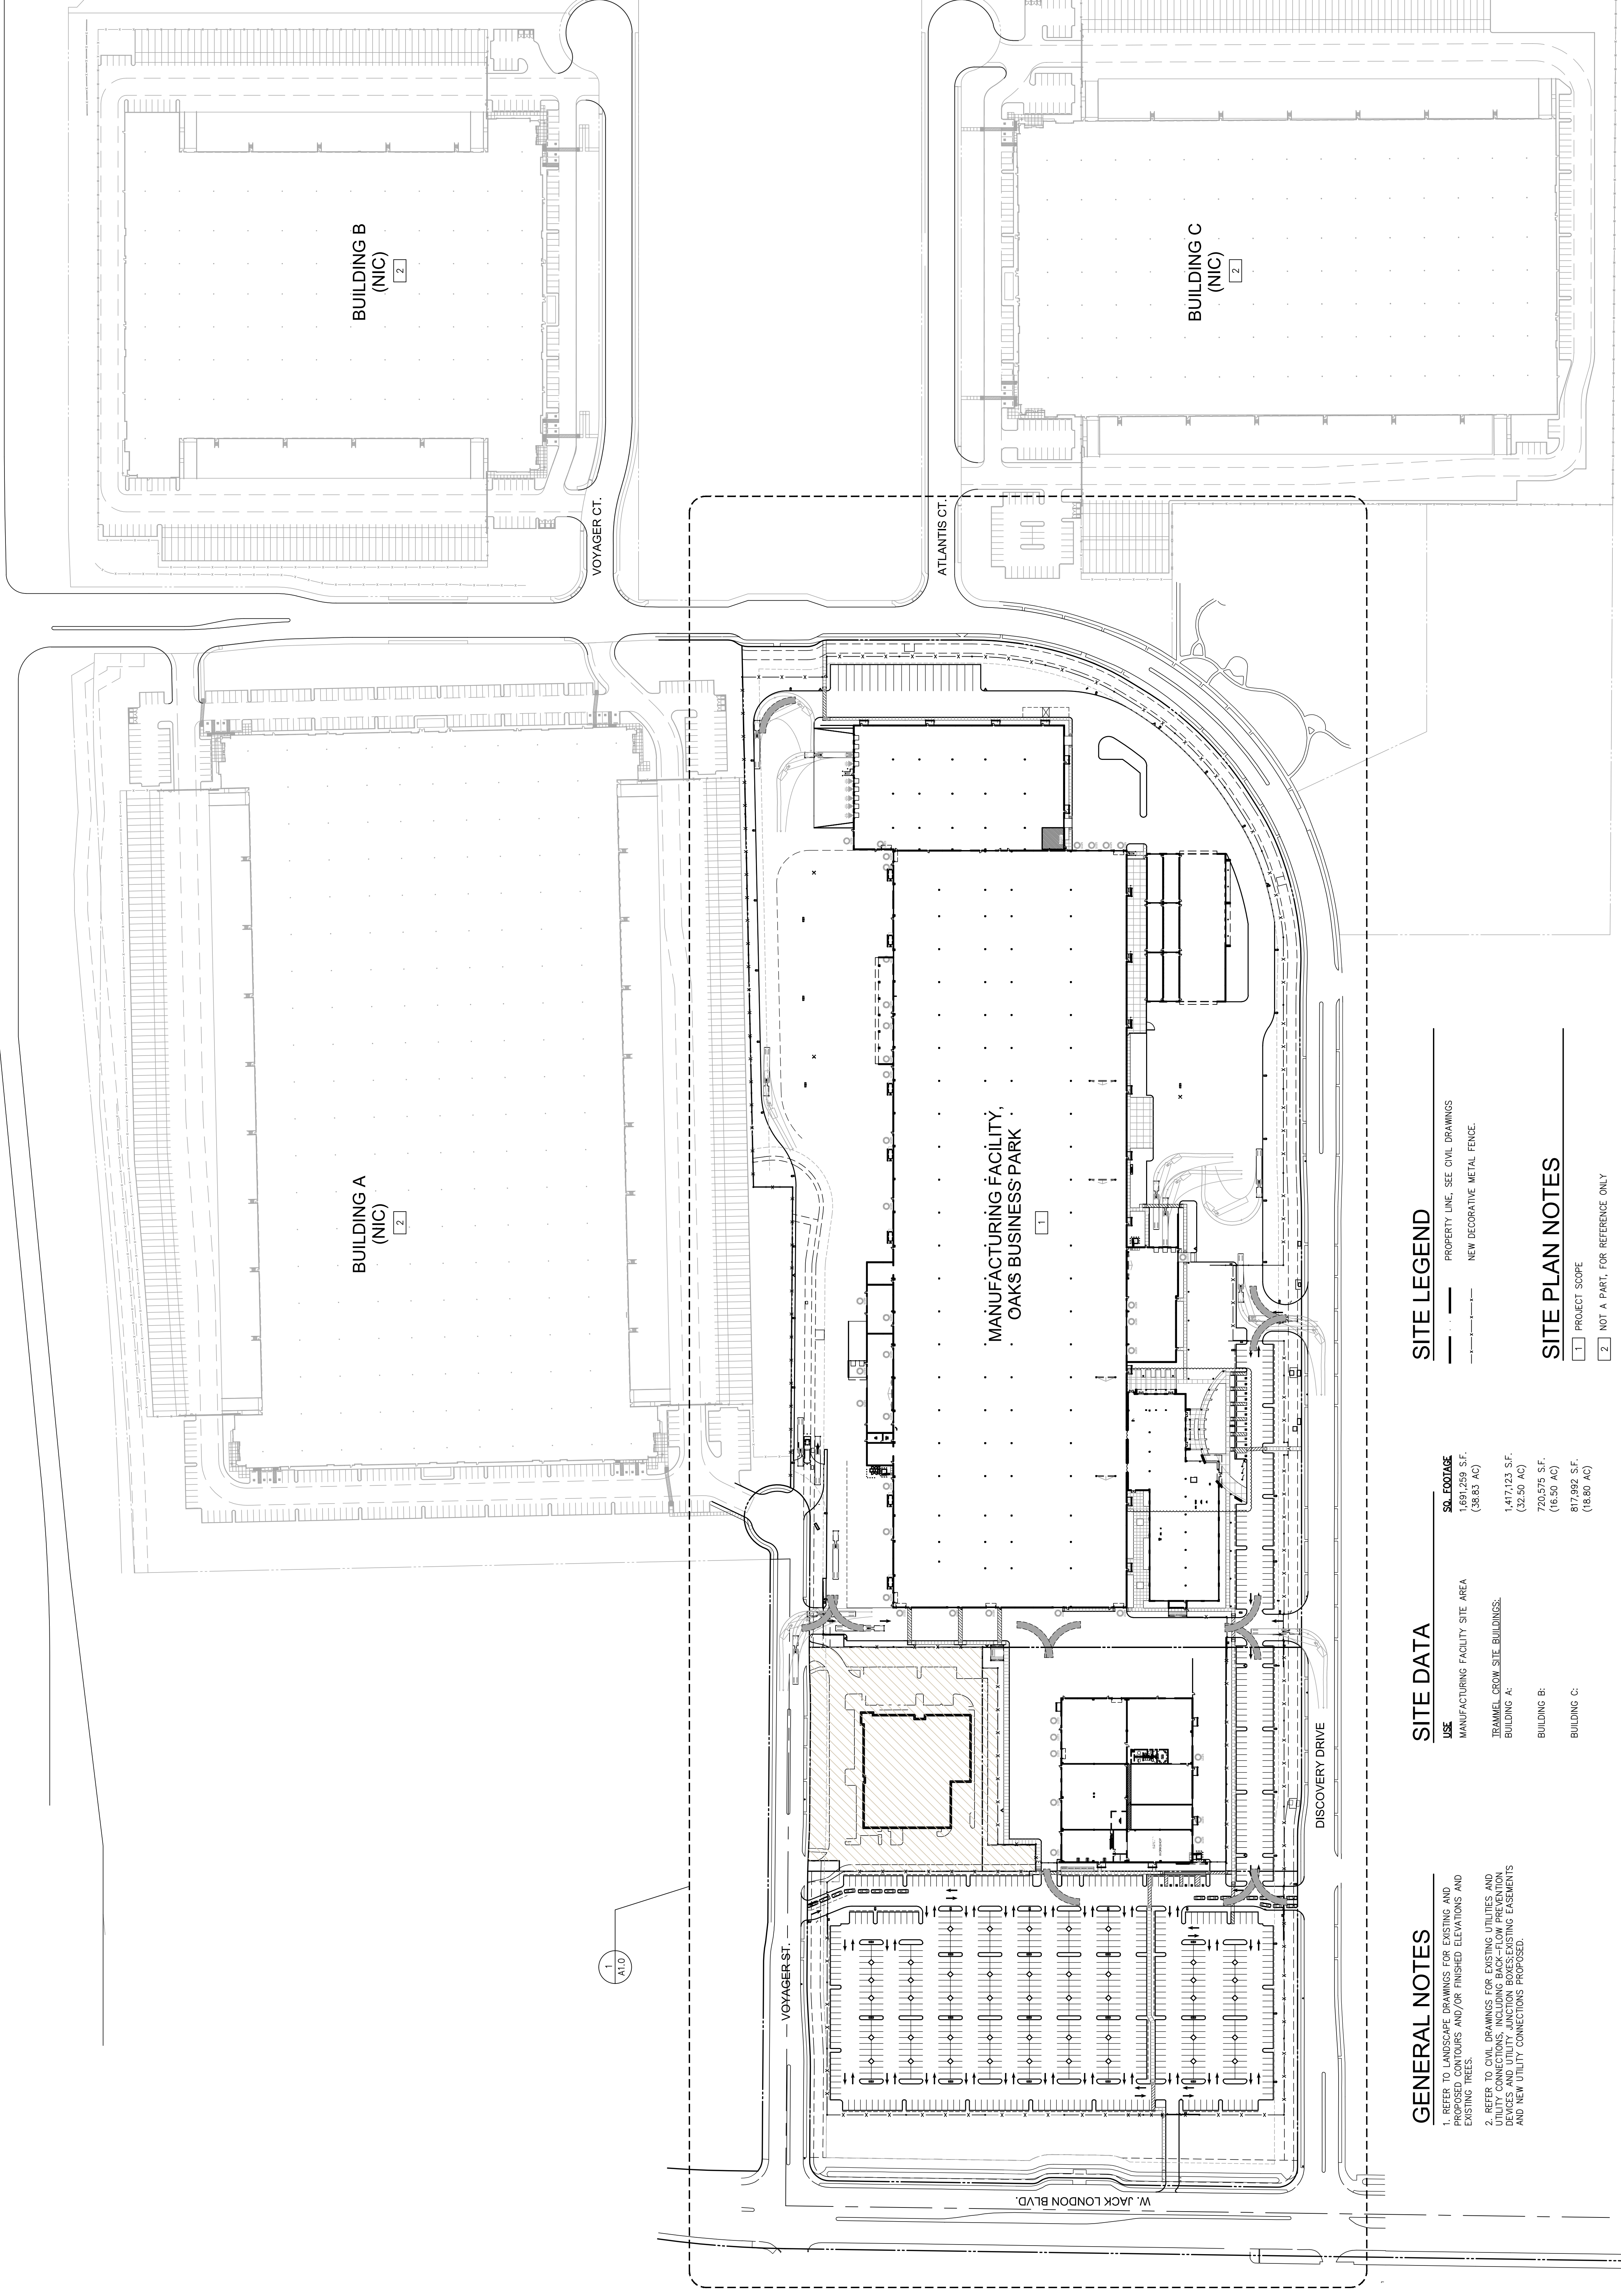 BUILDING A
(NIC)
2
BUILDING B
(NIC)
2
BUILDING C
(NIC)
2
VOYAGER CT.
ATLANTIS CT.
1
A1.0
VOYAGER ST.
MANUFACTURING FACILITY,
OAKS BUSINESS PARK
1
W. JACK LONDON BLVD.
DISCOVERY DRIVE
GENERAL NOTES
1. REFER TO LANDSCAPE DRAWINGS FOR EXISTING AND
PROPOSED CONTOURS AND/OR FINISHED ELEVATIONS AND
EXISTING TREES.
2. REFER TO CIVIL DRAWINGS FOR EXISTING UTILITIES AND
UTILITY CONNECTIONS, INCLUDING BACK-FLOW PREVENTION
DEVICES AND UTILITY JUNCTION BOXES;EXISTING EASEMENTS
AND NEW UTILITY CONNECTIONS PROPOSED.
SITE DATA
USE SQ. FOOTAGE
MANUFACTURING FACILITY SITE AREA 1,691,259 S.F.
(38.83 AC)
TRAMMEL CROW SITE BUILDINGS:
BUILDING A: 1,417,123 S.F.
(32.50 AC)
BUILDING B: 720,575 S.F.
(16.50 AC)
BUILDING C: 817,992 S.F.
(18.80 AC)
SITE LEGEND
PROPERTY LINE, SEE CIVIL DRAWINGS
NEW DECORATIVE METAL FENCE.
SITE PLAN NOTES
1 PROJECT SCOPE
2 NOT A PART, FOR REFERENCE ONLY